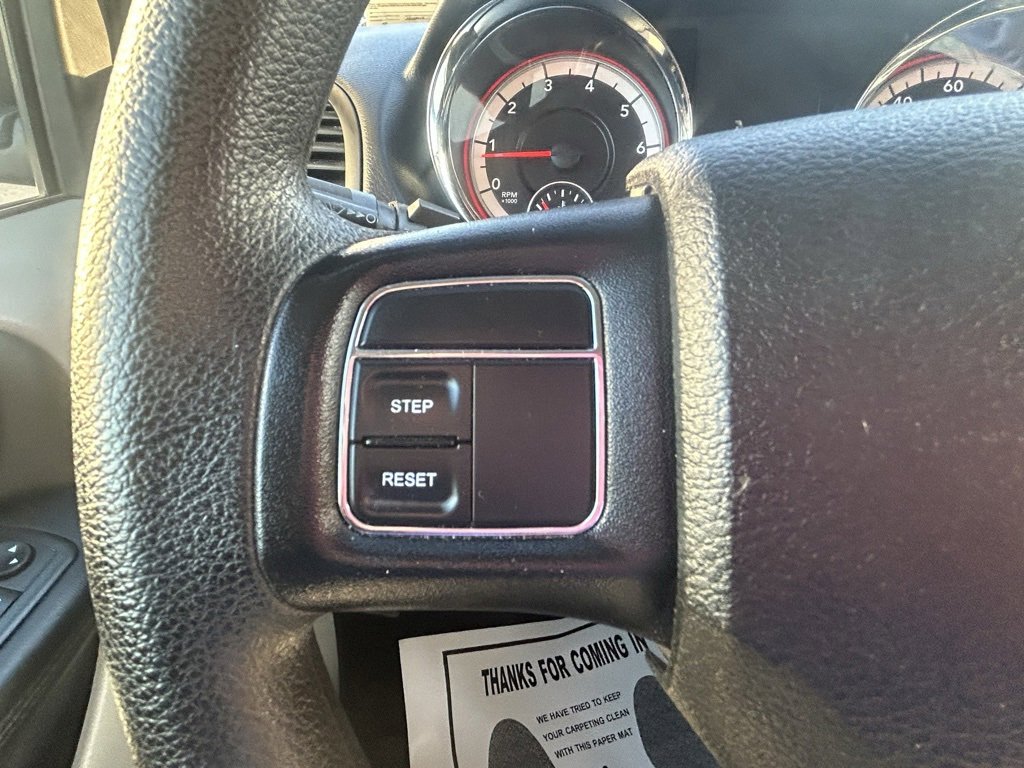 3 4
2 5
1 6
0
RPM
×1000
40 60
STEP
RESET
THANKS FOR COMING IN
WE HAVE TRIED TO KEEP
YOUR CARPETING CLEAN
WITH THIS PAPER MAT